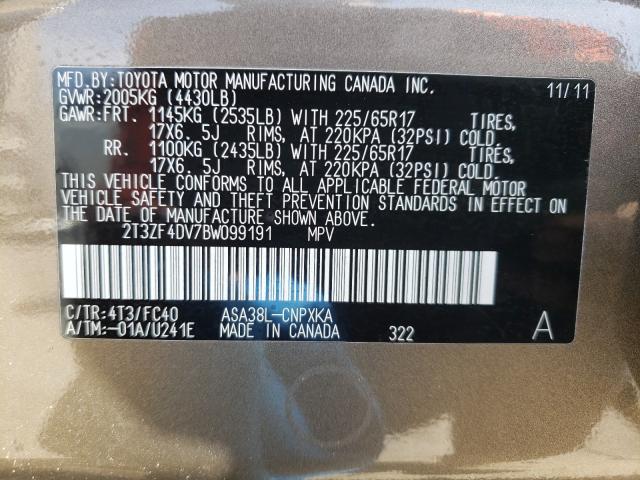 MFD.BY:TOYOTA MOTOR MANUFACTURING CANADA INC. 11/11
GVWR:2005KG (4430LB)
GAWR:FRT. 1145KG (2535LB) WITH 225/65R17 TIRES,
17X6. 5J RIMS, AT 220KPA (32PSI) COLD.
RR. 1100KG (2435LB) WITH 225/65R17 TIRES,
17X6. 5J RIMS, AT 220KPA (32PSI) COLD.
THIS VEHICLE CONFORMS TO ALL APPLICABLE FEDERAL MOTOR
VEHICLE SAFETY AND THEFT PREVENTION STANDARDS IN EFFECT ON
THE DATE OF MANUFACTURE SHOWN ABOVE.
2T3ZF4DV7BW099191 MPV
C/TR:4T3/FC40 ASA38L-CNPXKA
A/TM:-01A/U241E MADE IN CANADA 322 A